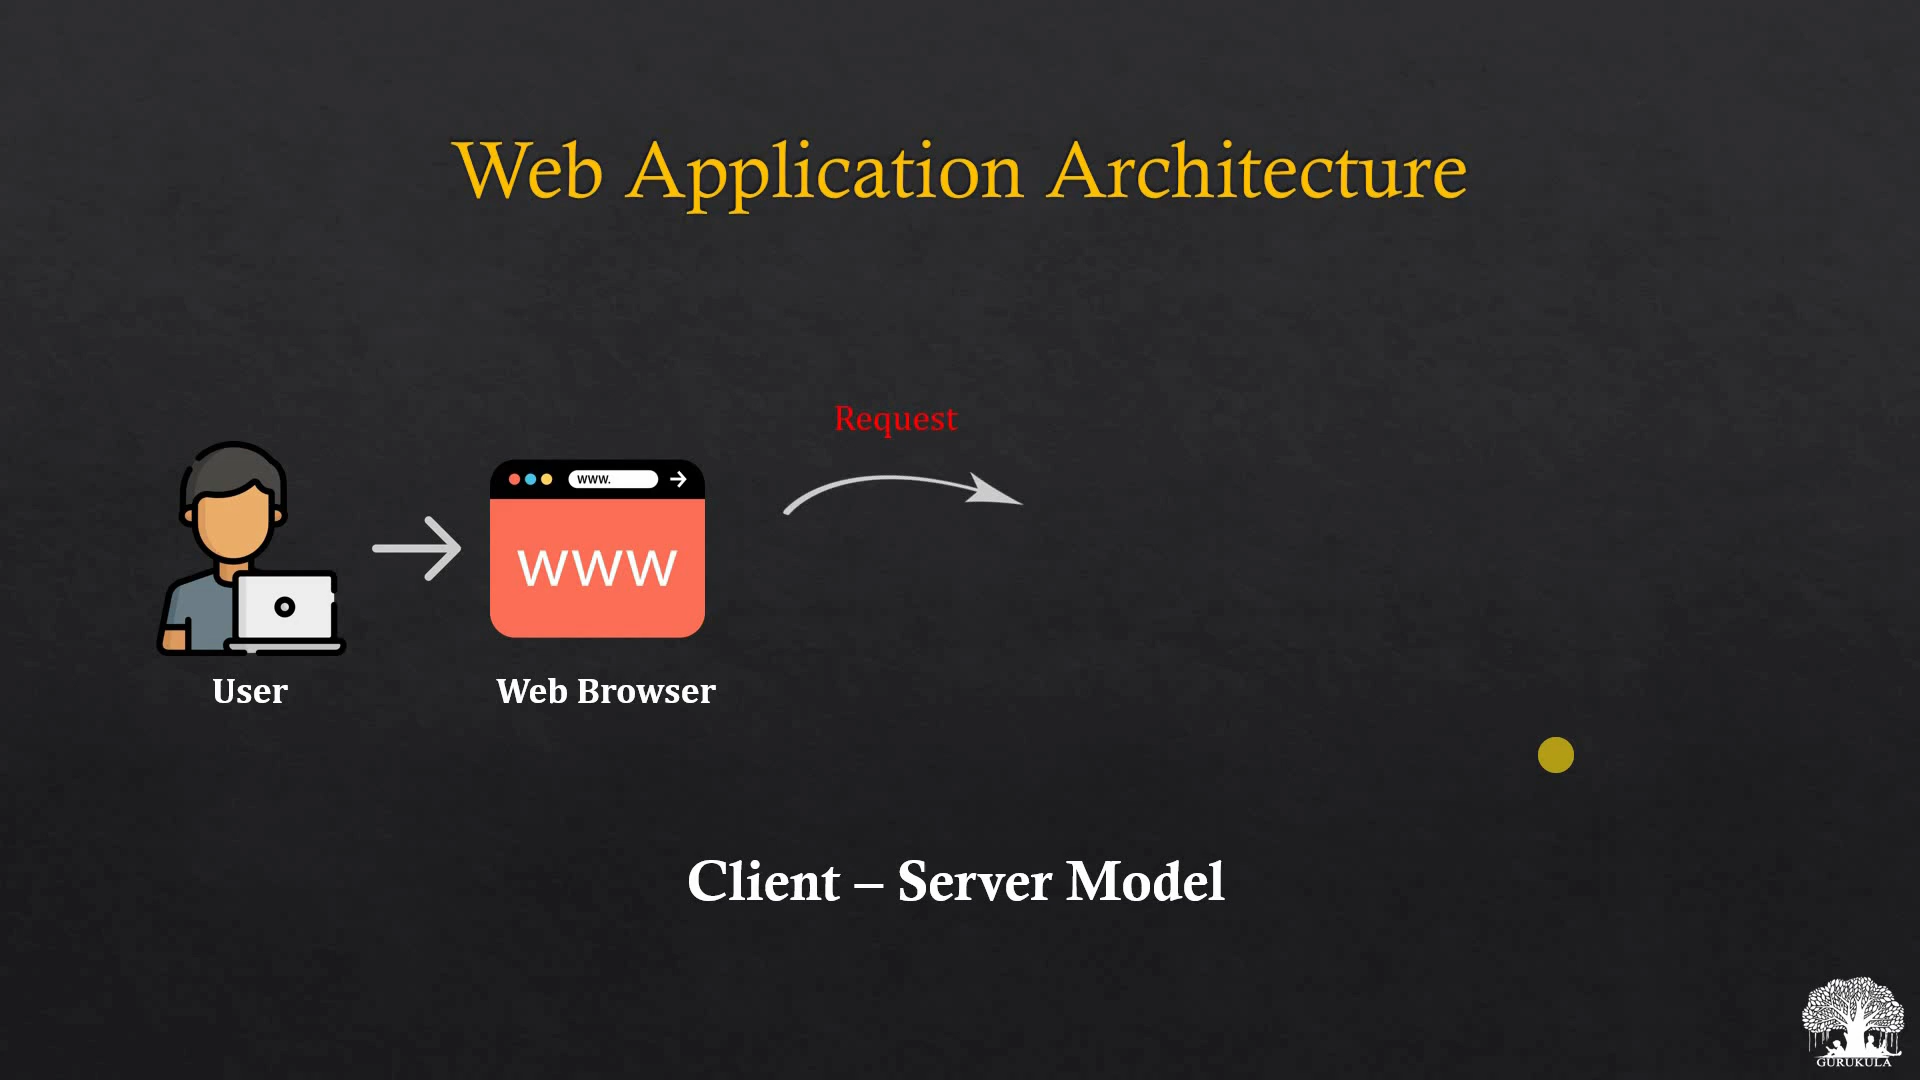 Web Application Architecture
Request
www.
www
User
Web Browser
Client – Server Model
GURUKULA